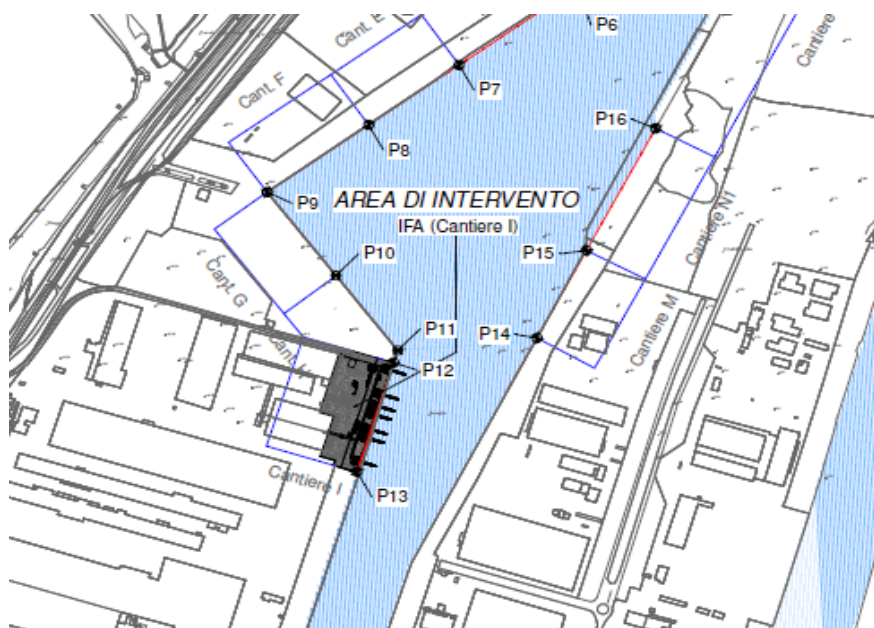 P6
Cant. E
Cantiere
P7
Cant. F
P16
P8
P9
AREA DI INTERVENTO
IFA (Cantiere I)
Cantiere N1
P15
P10
Cant. G
Cantiere M
P14
P11
P12
Cantiere I
P13